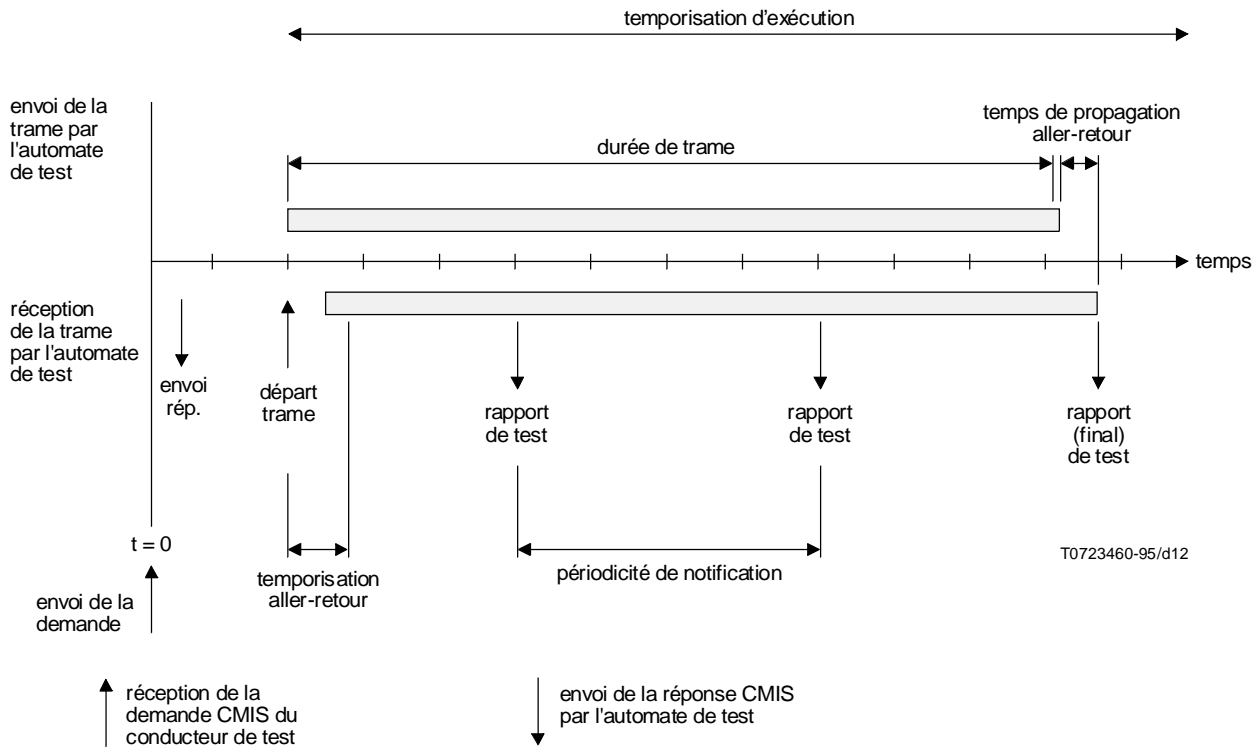 temporisation d'exécution
envoi de la
trame par
l'automate
de test
temps de propagation
aller-retour
durée de trame
temps
réception
de la trame
par l'automate
de test
envoi
rép.
départ
trame
rapport
de test
rapport
de test
rapport
(final)
de test
t = 0
T0723460-95/d12
temporisation
aller-retour
périodicité de notification
envoi de la
demande
réception de la
demande CMIS du
conducteur de test
envoi de la réponse CMIS
par l'automate de test